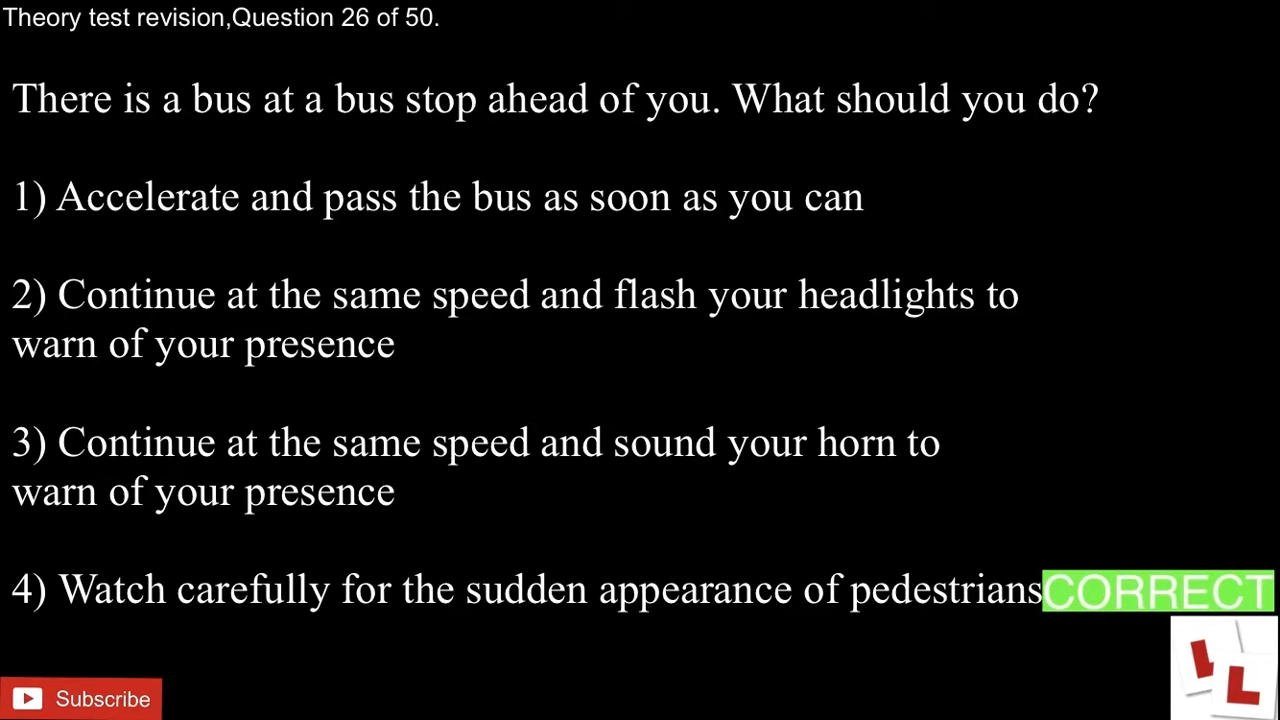 Theory test revision,Question 26 of 50.
There is a bus at a bus stop ahead of you. What should you do?
1) Accelerate and pass the bus as soon as you can
2) Continue at the same speed and flash your headlights to
warn of your presence
3) Continue at the same speed and sound your horn to
warn of your presence
4) Watch carefully for the sudden appearance of pedestrians CORRECT
L L
Subscribe